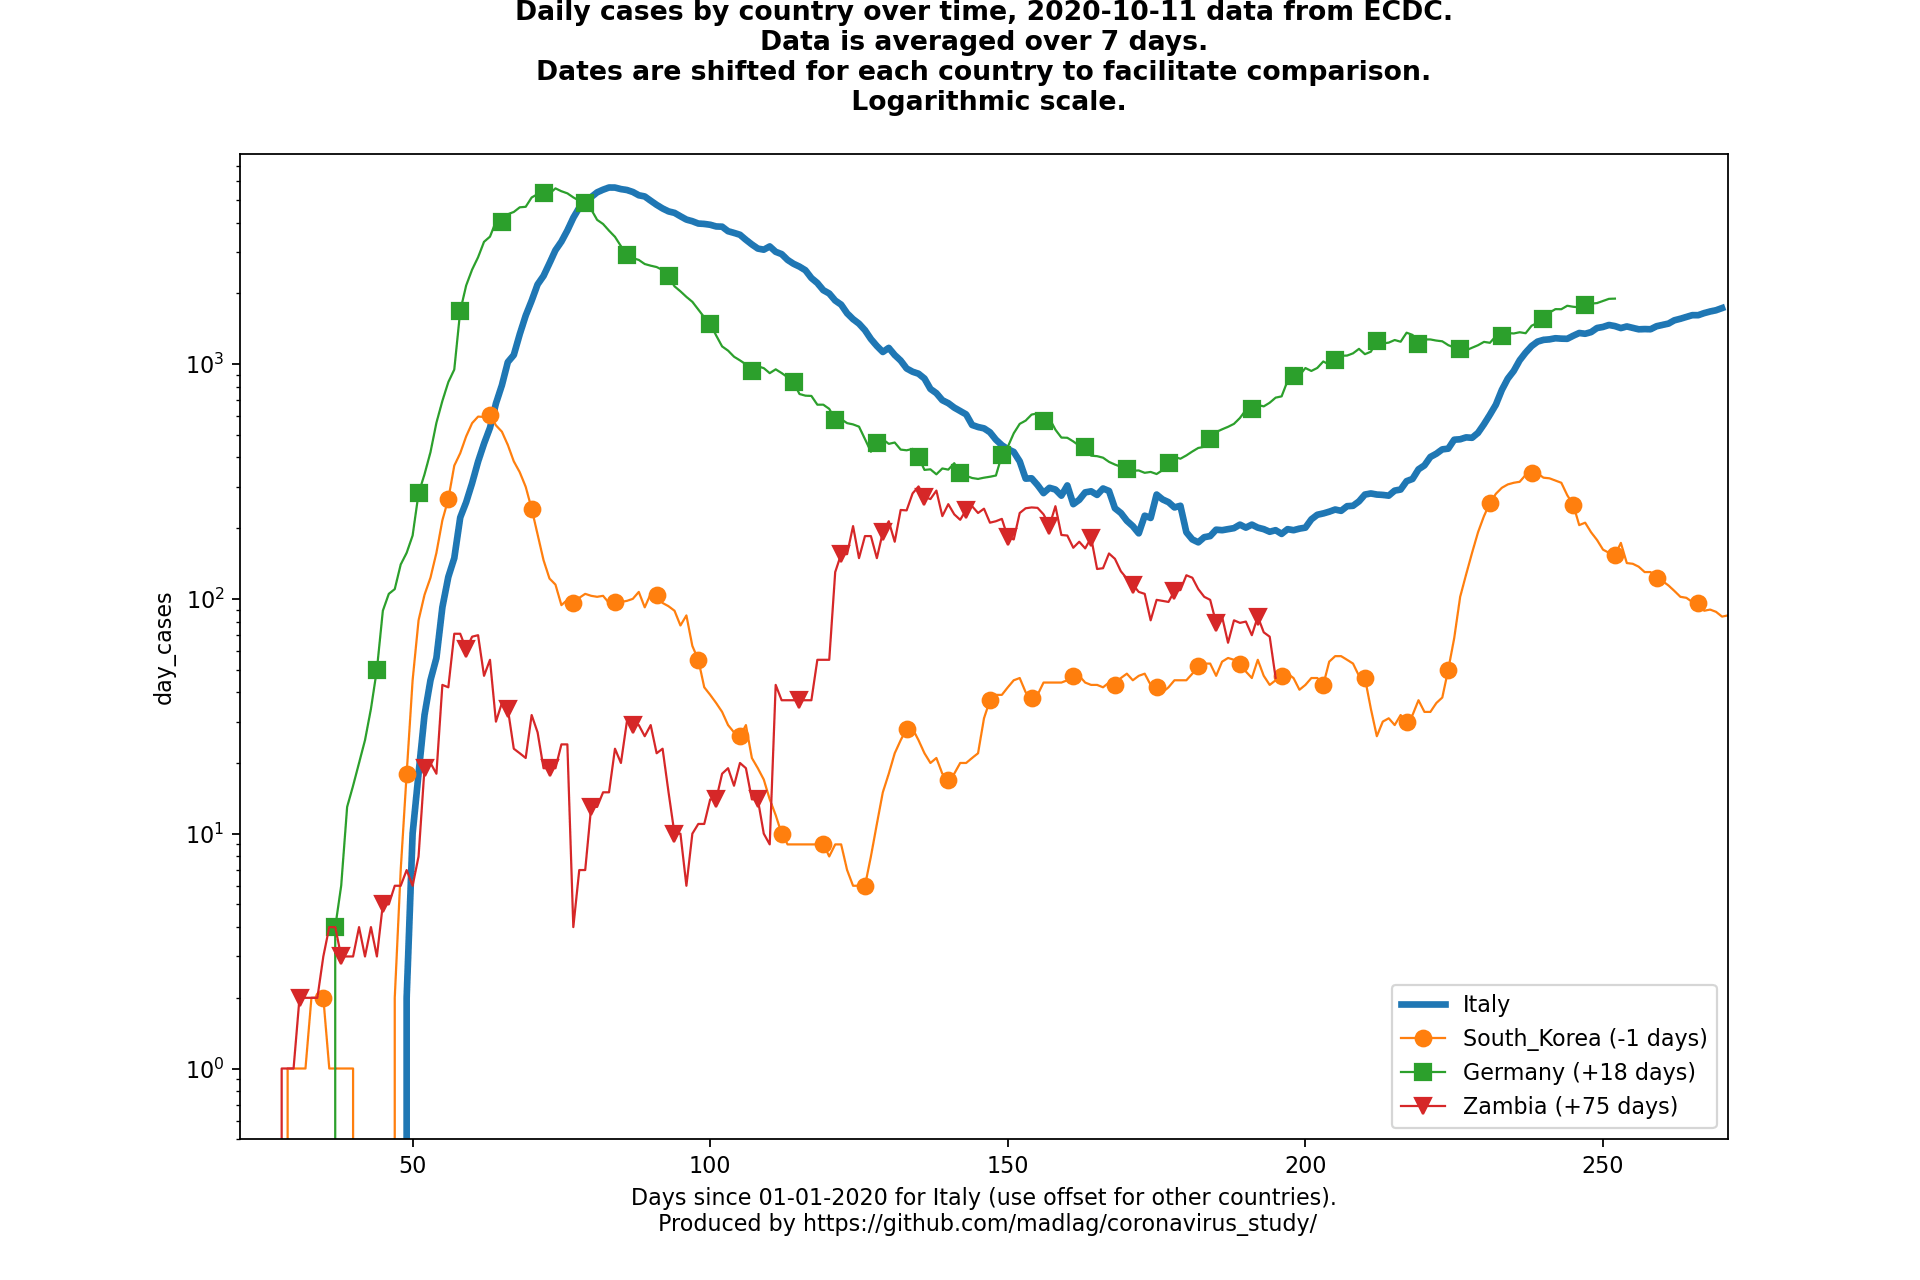 Daily cases by country over time, 2020-10-11 data from ECDC.
Data is averaged over 7 days.
Dates are shifted for each country to facilitate comparison.
Logarithmic scale.
day_cases
10^3
10^2
10^1
10^0
50 100 150 200 250
Italy
South_Korea (-1 days)
Germany (+18 days)
Zambia (+75 days)
Days since 01-01-2020 for Italy (use offset for other countries).
Produced by https://github.com/madlag/coronavirus_study/